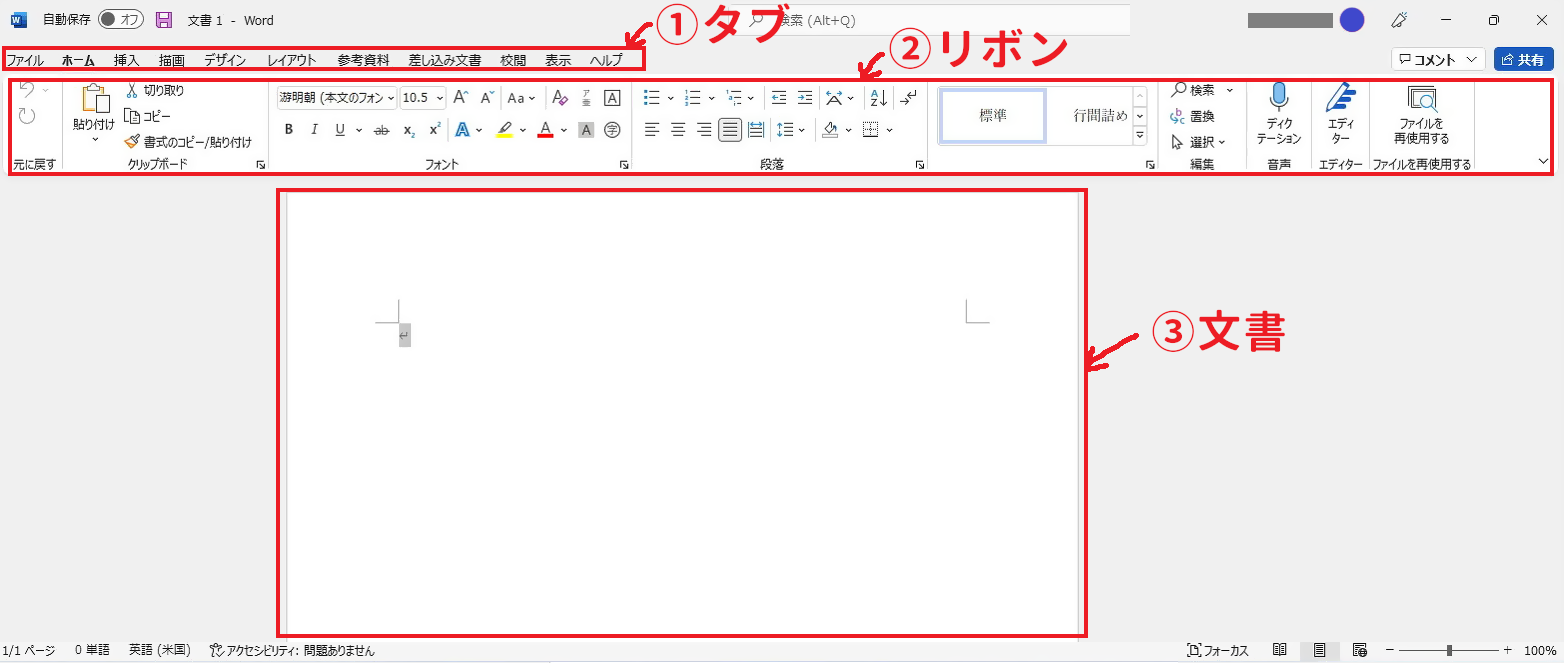 自動保存 オフ 文書 1 - Word
検索 (Alt+Q)
①タブ
ファイル ホーム 挿入 描画 デザイン レイアウト 参考資料 差し込み文書 校閲 表示 ヘルプ
②リボン
コメント 共有
貼り付け
切り取り
コピー
書式のコピー/貼り付け
游明朝 (本文のフォン 10.5
標準 行間詰め
検索
置換
選択
ディク
テーション
エディ
ター
ファイルを
再使用する
元に戻す クリップボード フォント 段落 編集 音声 エディター ファイルを再使用する
③文書
1/1 ページ 0 単語 英語 (米国) アクセシビリティ: 問題ありません フォーカス 100%